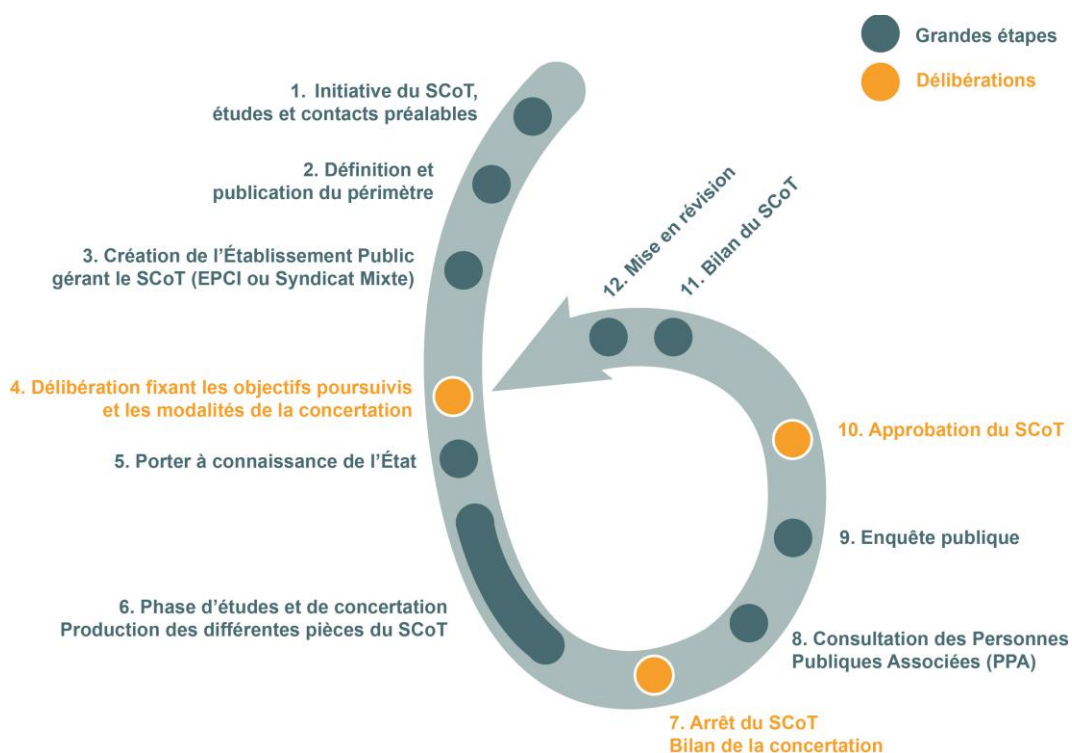 Grandes étapes
Délibérations
1. Initiative du SCoT,
études et contacts préalables
2. Définition et
publication du périmètre
3. Création de l'Établissement Public
gérant le SCoT (EPCI ou Syndicat Mixte)
4. Délibération fixant les objectifs poursuivis
et les modalités de la concertation
5. Porter à connaissance de l'État
6. Phase d'études et de concertation
Production des différentes pièces du SCoT
7. Arrêt du SCoT
Bilan de la concertation
8. Consultation des Personnes
Publiques Associées (PPA)
9. Enquête publique
10. Approbation du SCoT
11. Bilan du SCoT
12. Mise en révision